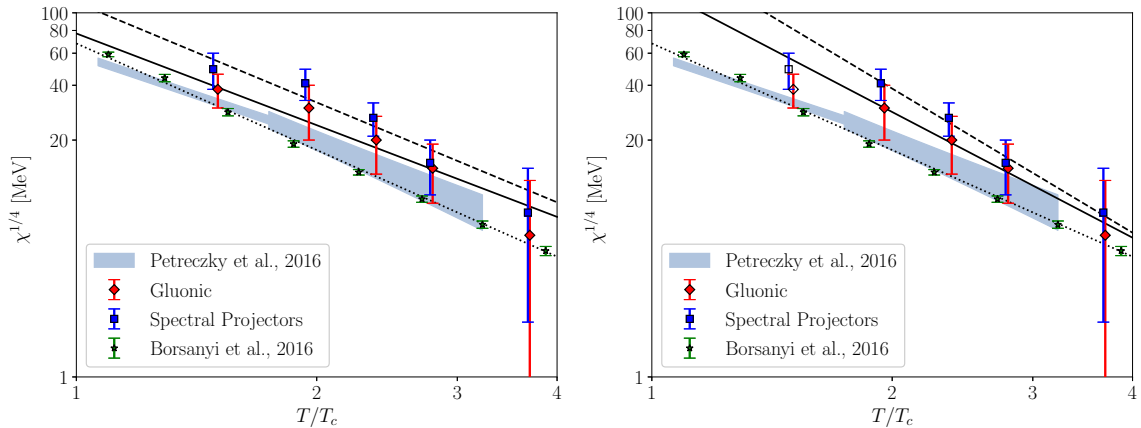 100
80
60
40
20
1
χ^{1/4} [MeV]
Petreczky et al., 2016
Gluonic
Spectral Projectors
Borsanyi et al., 2016
1
2
3
4
T/T_c
100
80
60
40
20
1
χ^{1/4} [MeV]
Petreczky et al., 2016
Gluonic
Spectral Projectors
Borsanyi et al., 2016
1
2
3
4
T/T_c